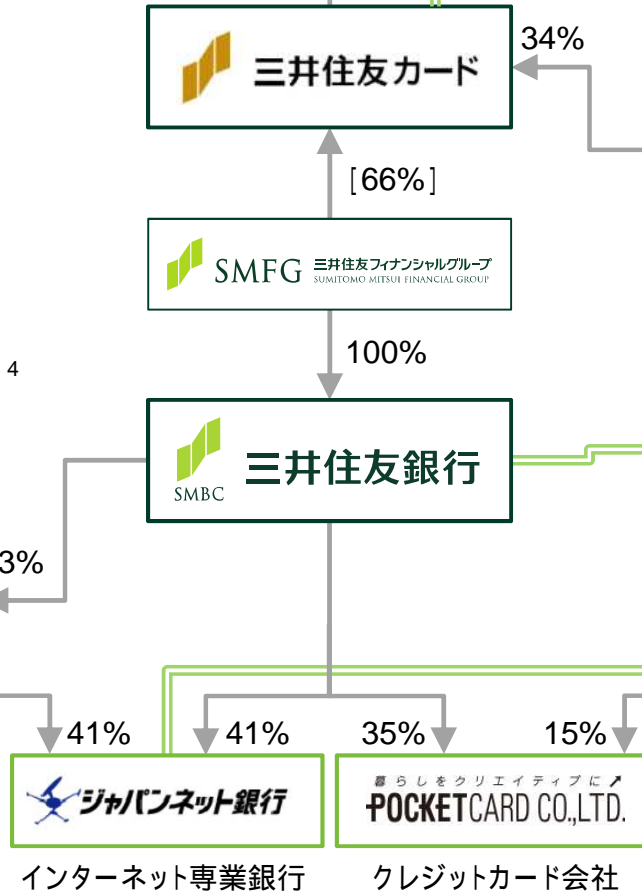 三井住友カード
34%
[66%]
SMFG 三井住友フィナンシャルグループ
SUMITOMO MITSUI FINANCIAL GROUP
100%
4
SMBC
三井住友銀行
3%
41%
41%
35%
15%
ジャパンネット銀行
暮らしをクリエイティブに
POCKETCARD CO.,LTD.
インターネット専業銀行
クレジットカード会社